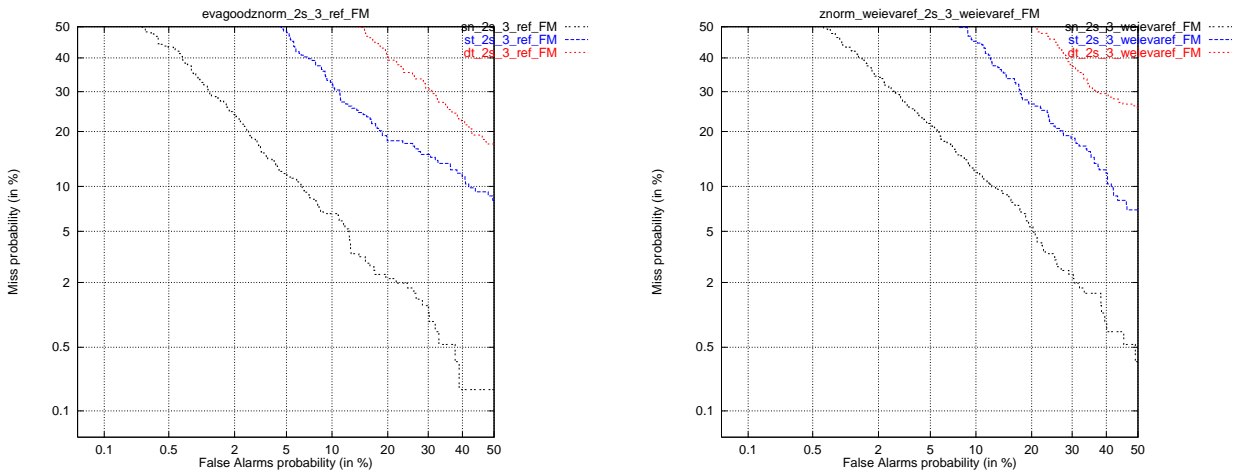 evagoodznorm_2s_3_ref_FM
sn_2s_3_ref_FM
st_2s_3_ref_FM
dt_2s_3_ref_FM
50
40
30
20
10
5
2
0.5
0.1
Miss probability (in %)
0.1 0.5 2 5 10 20 30 40 50
False Alarms probability (in %)
znorm_weievaref_2s_3_weievaref_FM
sn_2s_3_weievaref_FM
st_2s_3_weievaref_FM
dt_2s_3_weievaref_FM
50
40
30
20
10
5
2
0.5
0.1
Miss probability (in %)
0.1 0.5 2 5 10 20 30 40 50
False Alarms probability (in %)